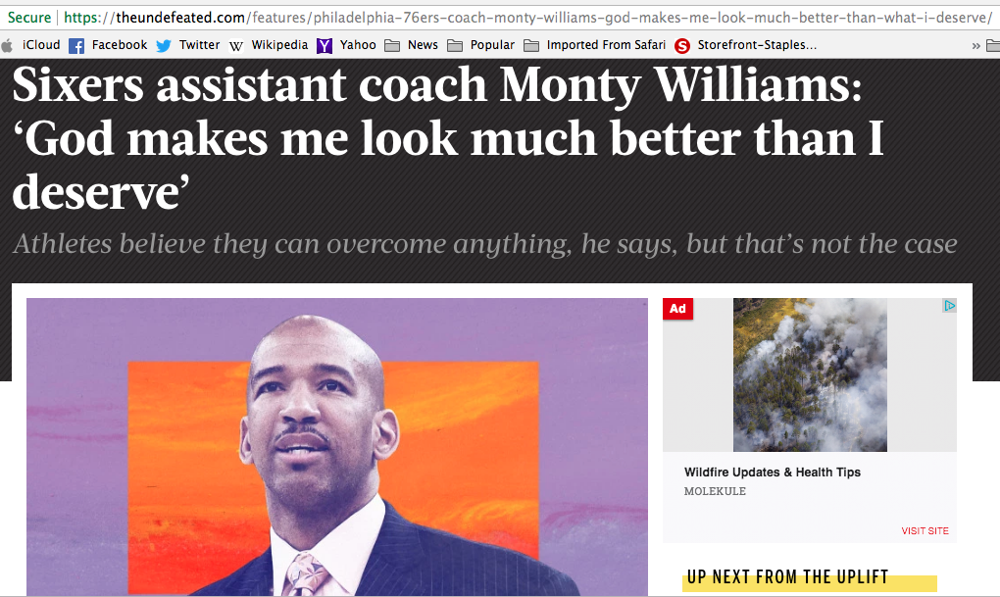 Secure https://theundefeated.com/features/philadelphia-76ers-coach-monty-williams-god-makes-me-look-much-better-than-what-i-deserve/
iCloud Facebook Twitter W Wikipedia Y Yahoo News Popular Imported From Safari S Storefront-Staples... »
Sixers assistant coach Monty Williams:
‘God makes me look much better than I
deserve’
Athletes believe they can overcome anything, he says, but that’s not the case
Ad
Wildfire Updates & Health Tips
MOLEKULE
VISIT SITE
UP NEXT FROM THE UPLIFT